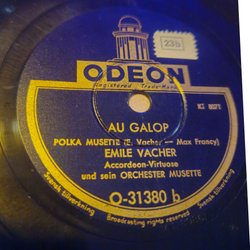 23b
ODEON
Registered Trade-Mark
AU GALOP
POLKA MUSETTE (E. Vacher — Max Francy)
EMILE VACHER
Accordeon-Virtuose
und sein ORCHESTER MUSETTE
O-31380 b
Svensk tillverkning
Broadcasting rights reserved
Svensk tillverkning